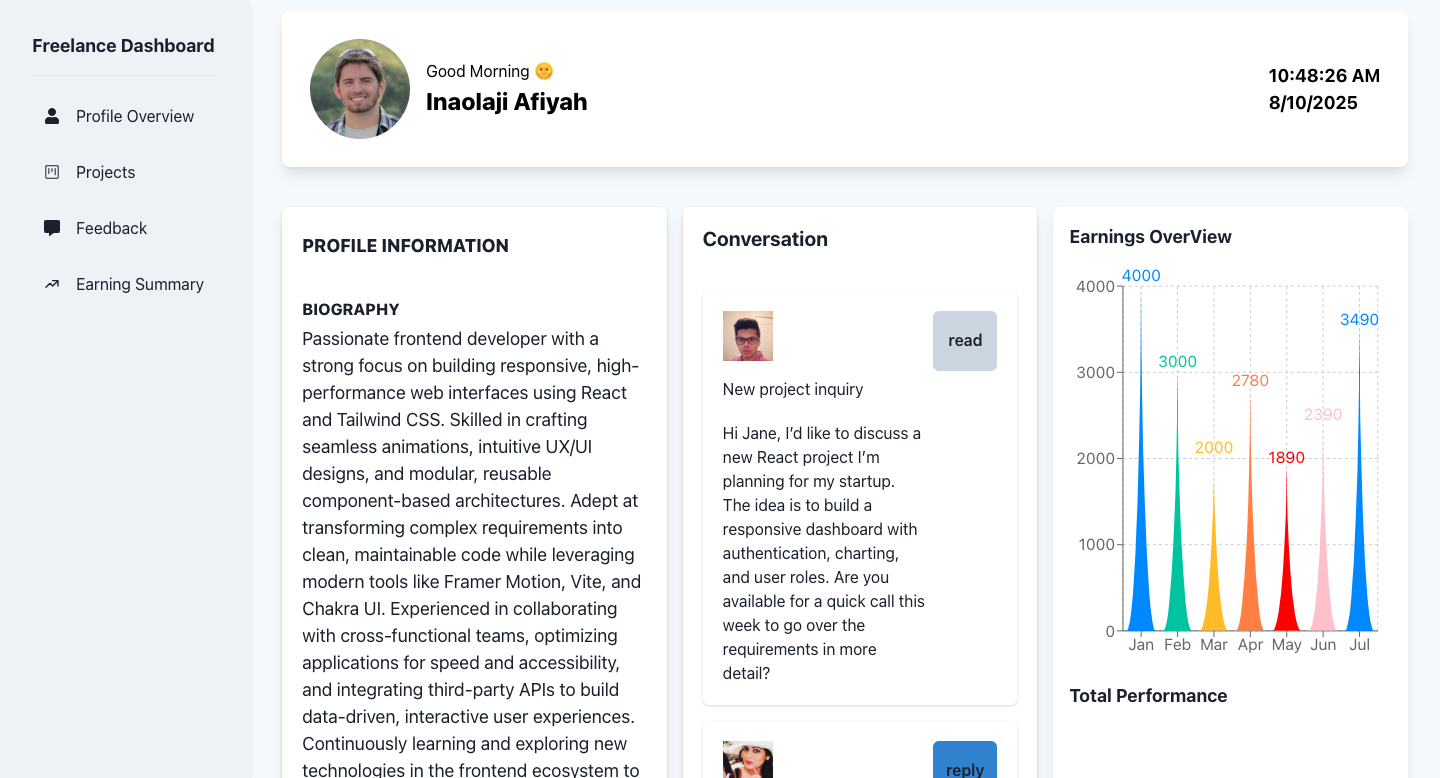 Freelance Dashboard
Profile Overview
Projects
Feedback
Earning Summary
Good Morning 🌞
Inaolaji Afiyah
10:48:26 AM
8/10/2025
PROFILE INFORMATION
BIOGRAPHY
Passionate frontend developer with a
strong focus on building responsive, high-
performance web interfaces using React
and Tailwind CSS. Skilled in crafting
seamless animations, intuitive UX/UI
designs, and modular, reusable
component-based architectures. Adept at
transforming complex requirements into
clean, maintainable code while leveraging
modern tools like Framer Motion, Vite, and
Chakra UI. Experienced in collaborating
with cross-functional teams, optimizing
applications for speed and accessibility,
and integrating third-party APIs to build
data-driven, interactive user experiences.
Continuously learning and exploring new
technologies in the frontend ecosystem to
Conversation
read
New project inquiry
Hi Jane, I’d like to discuss a
new React project I’m
planning for my startup.
The idea is to build a
responsive dashboard with
authentication, charting,
and user roles. Are you
available for a quick call this
week to go over the
requirements in more
detail?
reply
Earnings OverView
4000
3000
2000
1000
0
4000
3000
2000
2780
1890
2390
3490
Jan Feb Mar Apr May Jun Jul
Total Performance